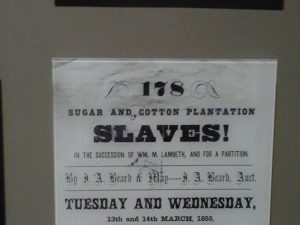 178
SUGAR AND COTTON PLANTATION
SLAVES!
IN THE SUCCESSION OF WM. M. LAMBETH, AND FOR A PARTITION.
By J. A. Beard & May----J. A. Beard, Auct.
TUESDAY AND WEDNESDAY,
13th and 14th MARCH, 1855,